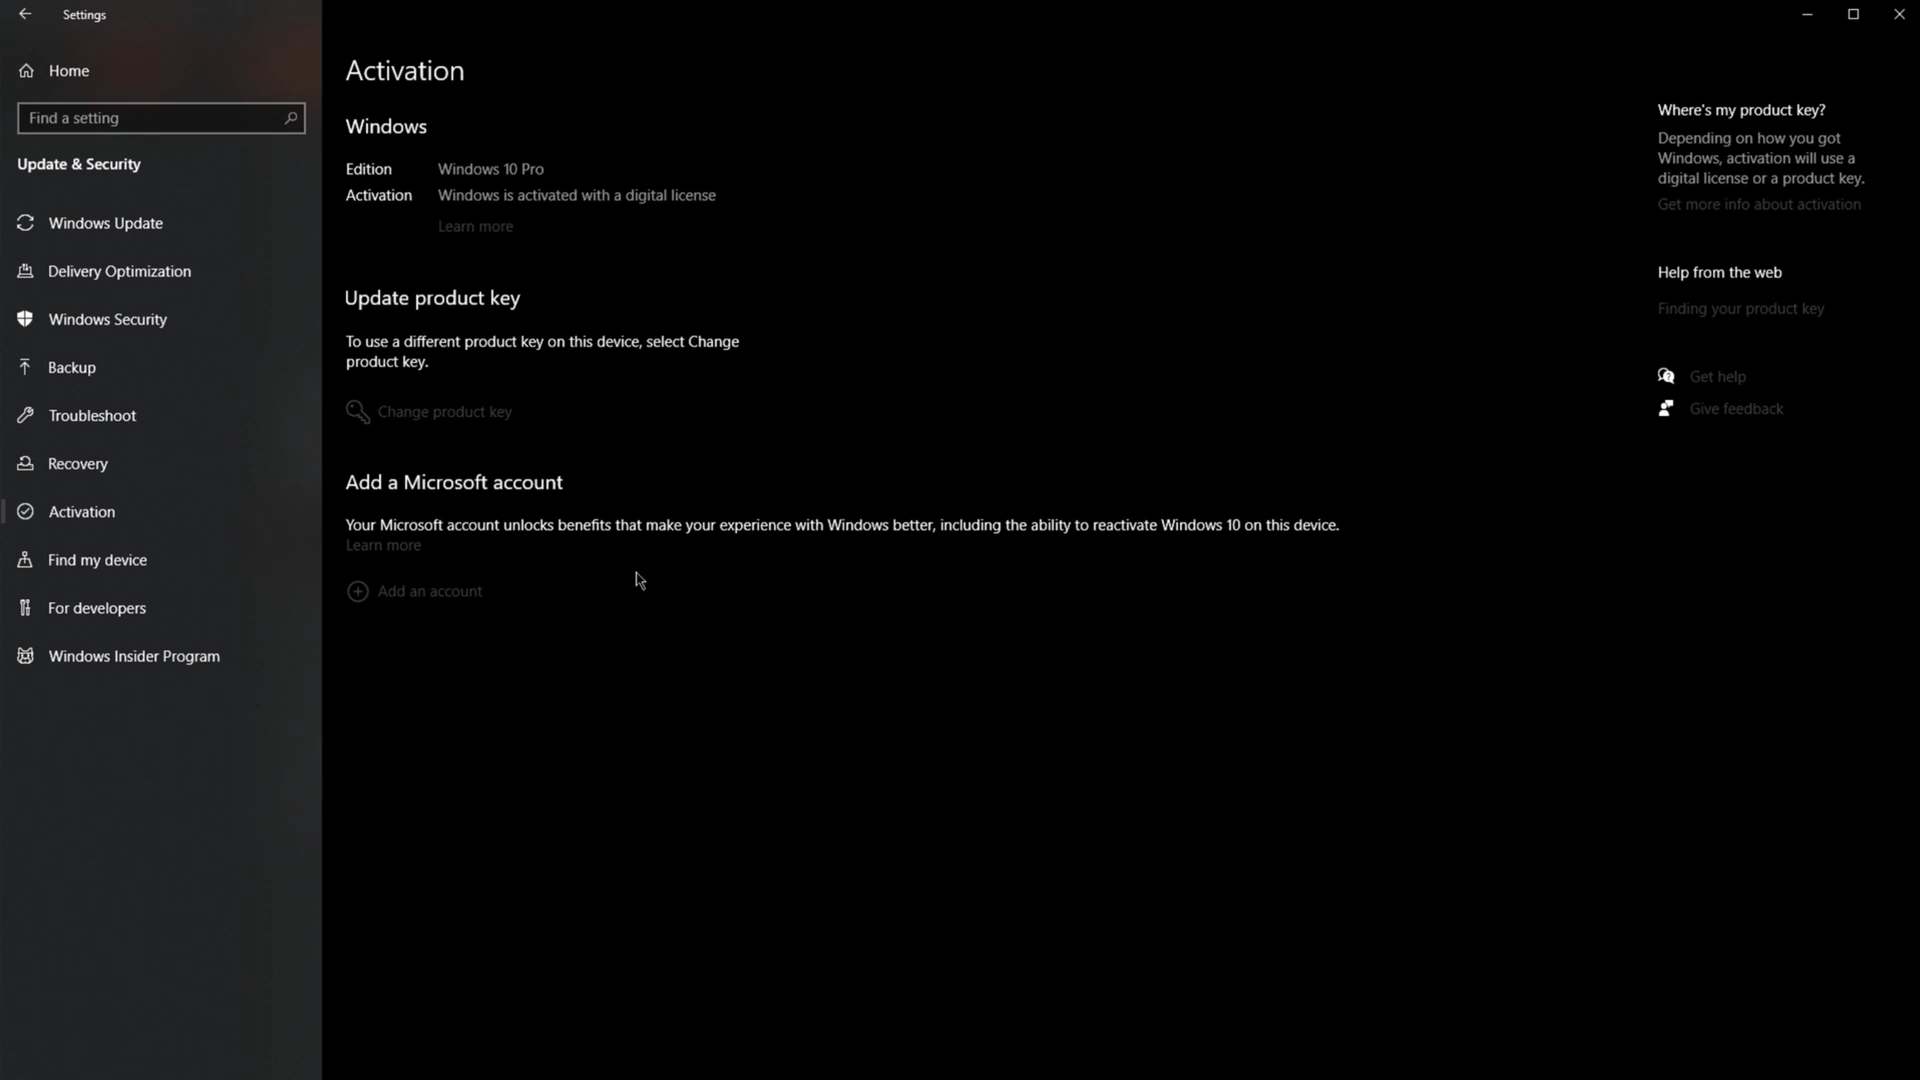 Settings
Home
Find a setting
Update & Security
Windows Update
Delivery Optimization
Windows Security
Backup
Troubleshoot
Recovery
Activation
Find my device
For developers
Windows Insider Program
Activation
Windows
Edition Windows 10 Pro
Activation Windows is activated with a digital license
Learn more
Update product key
To use a different product key on this device, select Change
product key.
Change product key
Add a Microsoft account
Your Microsoft account unlocks benefits that make your experience with Windows better, including the ability to reactivate Windows 10 on this device.
Learn more
Add an account
Where's my product key?
Depending on how you got
Windows, activation will use a
digital license or a product key.
Get more info about activation
Help from the web
Finding your product key
Get help
Give feedback